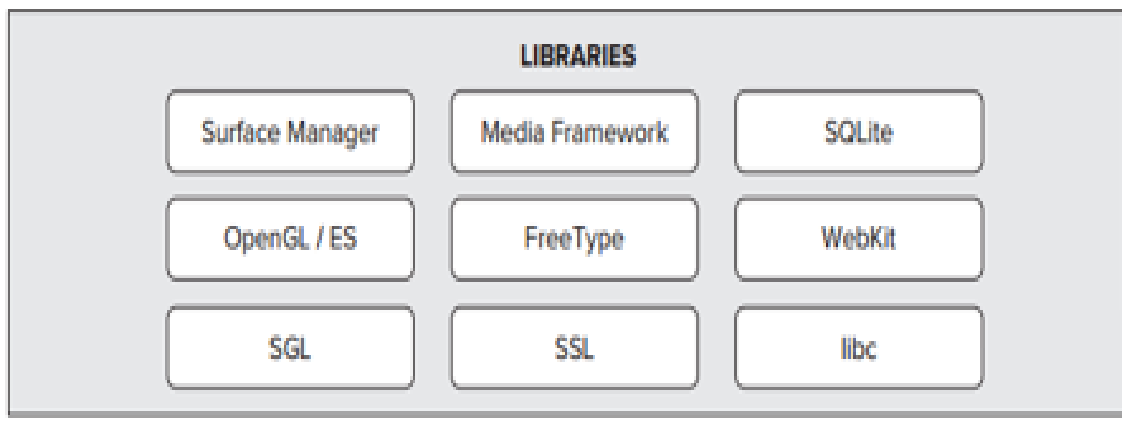 LIBRARIES
Surface Manager Media Framework SQLite
OpenGL / ES FreeType WebKit
SGL SSL libc